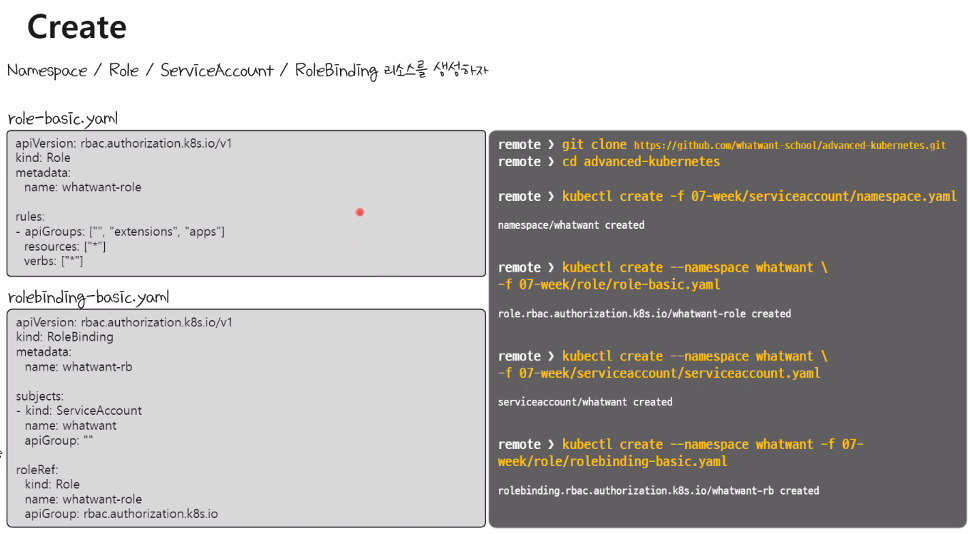 Create
Namespace / Role / ServiceAccount / RoleBinding 리소스를 생성하자
role-basic.yaml
apiVersion: rbac.authorization.k8s.io/v1
kind: Role
metadata:
  name: whatwant-role
rules:
- apiGroups: ["", "extensions", "apps"]
  resources: ["*"]
  verbs: ["*"]
rolebinding-basic.yaml
apiVersion: rbac.authorization.k8s.io/v1
kind: RoleBinding
metadata:
  name: whatwant-rb
subjects:
- kind: ServiceAccount
  name: whatwant
  apiGroup: ""
roleRef:
  kind: Role
  name: whatwant-role
  apiGroup: rbac.authorization.k8s.io
remote ❯ git clone https://github.com/whatwant-school/advanced-kubernetes.git
remote ❯ cd advanced-kubernetes
remote ❯ kubectl create -f 07-week/serviceaccount/namespace.yaml
namespace/whatwant created
remote ❯ kubectl create --namespace whatwant \
-f 07-week/role/role-basic.yaml
role.rbac.authorization.k8s.io/whatwant-role created
remote ❯ kubectl create --namespace whatwant \
-f 07-week/serviceaccount/serviceaccount.yaml
serviceaccount/whatwant created
remote ❯ kubectl create --namespace whatwant -f 07-
week/role/rolebinding-basic.yaml
rolebinding.rbac.authorization.k8s.io/whatwant-rb created